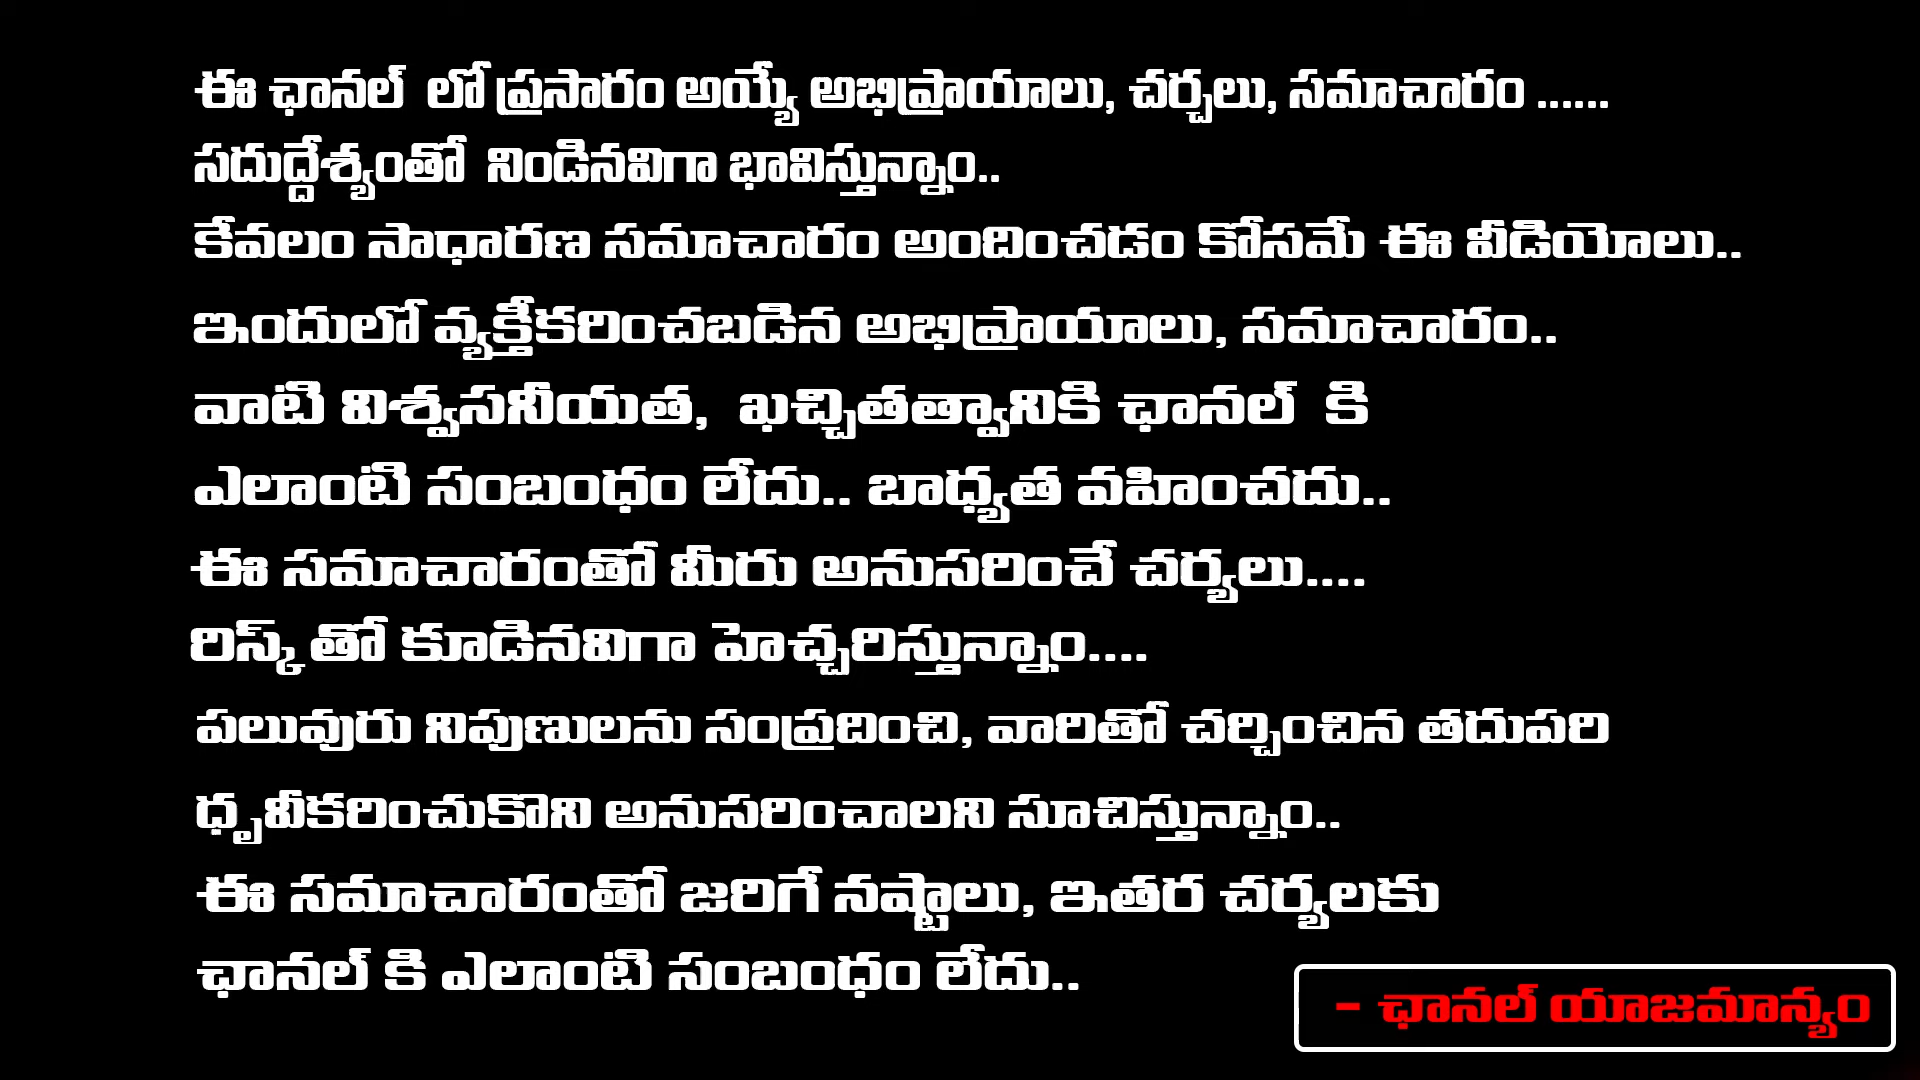 ఈ ఛానల్ లో ప్రసారం అయ్యే అభిప్రాయాలు, చర్చలు, సమాచారం ......
సదుద్దేశ్యంతో నిండినవిగా భావిస్తున్నాం..
కేవలం సాధారణ సమాచారం అందించడం కోసమే ఈ వీడియోలు..
ఇందులో వ్యక్తీకరించబడిన అభిప్రాయాలు, సమాచారం..
వాటి విశ్వసనీయత, ఖచ్చితత్వానికి ఛానల్ కి
ఎలాంటి సంబంధం లేదు.. బాధ్యత వహించదు..
ఈ సమాచారంతో మీరు అనుసరించే చర్యలు....
రిస్క్ తో కూడినవిగా హెచ్చరిస్తున్నాం....
పలువురు నిపుణులను సంప్రదించి, వారితో చర్చించిన తదుపరి
ధృవీకరించుకొని అనుసరించాలని సూచిస్తున్నాం..
ఈ సమాచారంతో జరిగే నష్టాలు, ఇతర చర్యలకు
ఛానల్ కి ఎలాంటి సంబంధం లేదు..
- ఛానల్ యాజమాన్యం